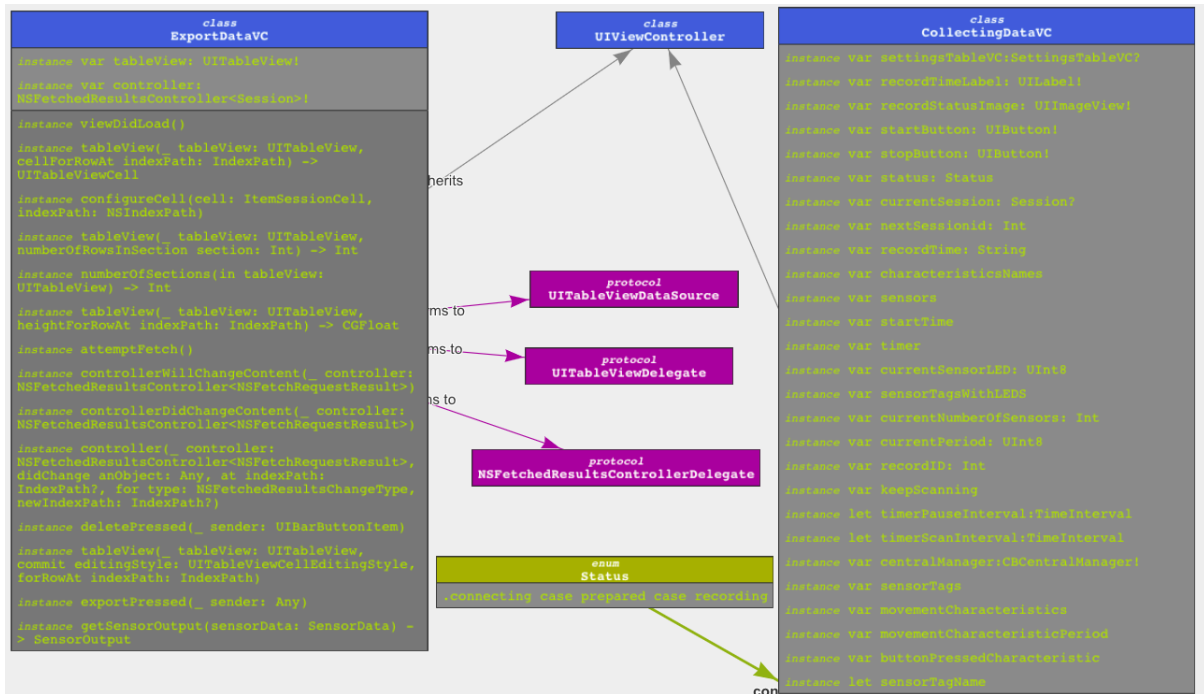 class
ExportDataVC
instance var tableView: UITableView!
instance var controller:
NSFetchedResultsController<Session>!
instance viewDidLoad()
instance tableView(_ tableView: UITableView,
cellForRowAt indexPath: IndexPath) ->
UITableViewCell
instance configureCell(cell: ItemSessionCell,
indexPath: NSIndexPath)
instance tableView(_ tableView: UITableView,
numberOfRowsInSection section: Int) -> Int
instance numberOfSections(in tableView:
UITableView) -> Int
instance tableView(_ tableView: UITableView,
heightForRowAt indexPath: IndexPath) -> CGFloat
instance attemptFetch()
instance controllerWillChangeContent(_ controller:
NSFetchedResultsController<NSFetchRequestResult>)
instance controllerDidChangeContent(_ controller:
NSFetchedResultsController<NSFetchRequestResult>)
instance controller(_ controller:
NSFetchedResultsController<NSFetchRequestResult>,
didChange anObject: Any, at indexPath:
IndexPath?, for type: NSFetchedResultsChangeType,
newIndexPath: IndexPath?)
instance deletePressed(_ sender: UIBarButtonItem)
instance tableView(_ tableView: UITableView,
commit editingStyle: UITableViewCellEditingStyle,
forRowAt indexPath: IndexPath)
instance exportPressed(_ sender: Any)
instance getSensorOutput(sensorData: SensorData) -
> SensorOutput
class
UIViewController
herits
ms to
protocol
UITableViewDataSource
ms to
protocol
UITableViewDelegate
ns to
protocol
NSFetchedResultsControllerDelegate
enum
Status
.connecting case prepared case recording
con
class
CollectingDataVC
instance var settingsTableVC:SettingsTableVC?
instance var recordTimeLabel: UILabel!
instance var recordStatusImage: UIImageView!
instance var startButton: UIButton!
instance var stopButton: UIButton!
instance var status: Status
instance var currentSession: Session?
instance var nextSessionid: Int
instance var recordTime: String
instance var characteristicsNames
instance var sensors
instance var startTime
instance var timer
instance var currentSensorLED: UInt8
instance var sensorTagsWithLEDS
instance var currentNumberOfSensors: Int
instance var currentPeriod: UInt8
instance var recordID: Int
instance var keepScanning
instance let timerPauseInterval:TimeInterval
instance let timerScanInterval:TimeInterval
instance var centralManager:CBCentralManager!
instance var sensorTags
instance var movementCharacteristics
instance var movementCharacteristicPeriod
instance var buttonPressedCharacteristic
instance let sensorTagName